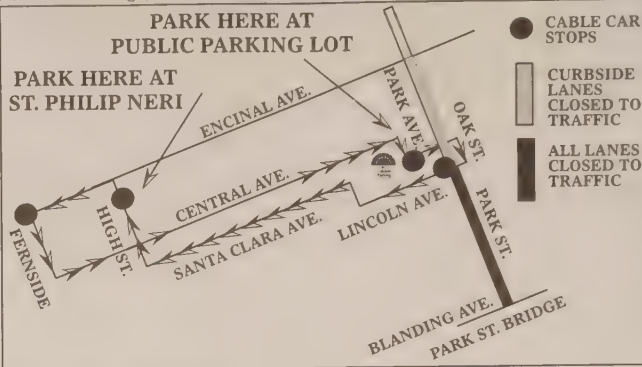 PARK HERE AT
PUBLIC PARKING LOT
PARK HERE AT
ST. PHILIP NERI
ENCINAL AVE.
PARK AVE.
OAK ST.
CENTRAL AVE.
HIGH ST.
SANTA CLARA AVE.
LINCOLN AVE.
FERNSIDE
PARK ST.
BLANDING AVE.
PARK ST. BRIDGE
CABLE CAR
STOPS
CURBSIDE
LANES
CLOSED TO
TRAFFIC
ALL LANES
CLOSED TO
TRAFFIC